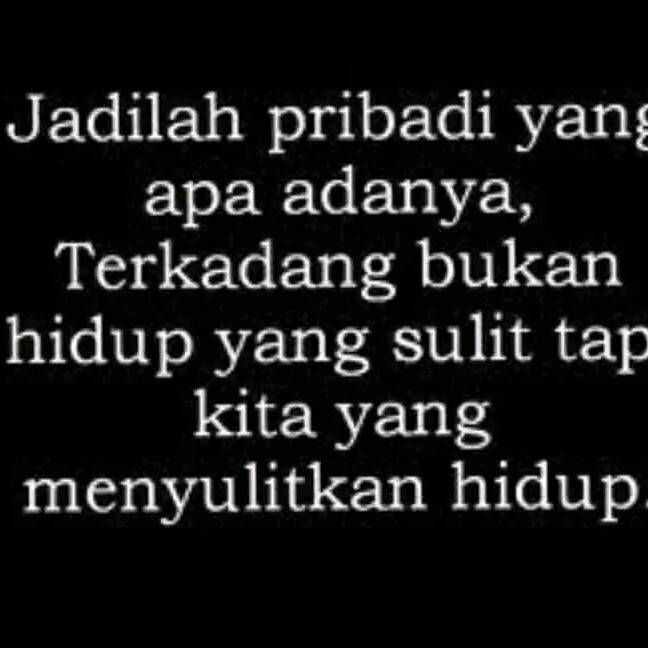 Jadilah pribadi yang
apa adanya,
Terkadang bukan
hidup yang sulit tap
kita yang
menyulitkan hidup.